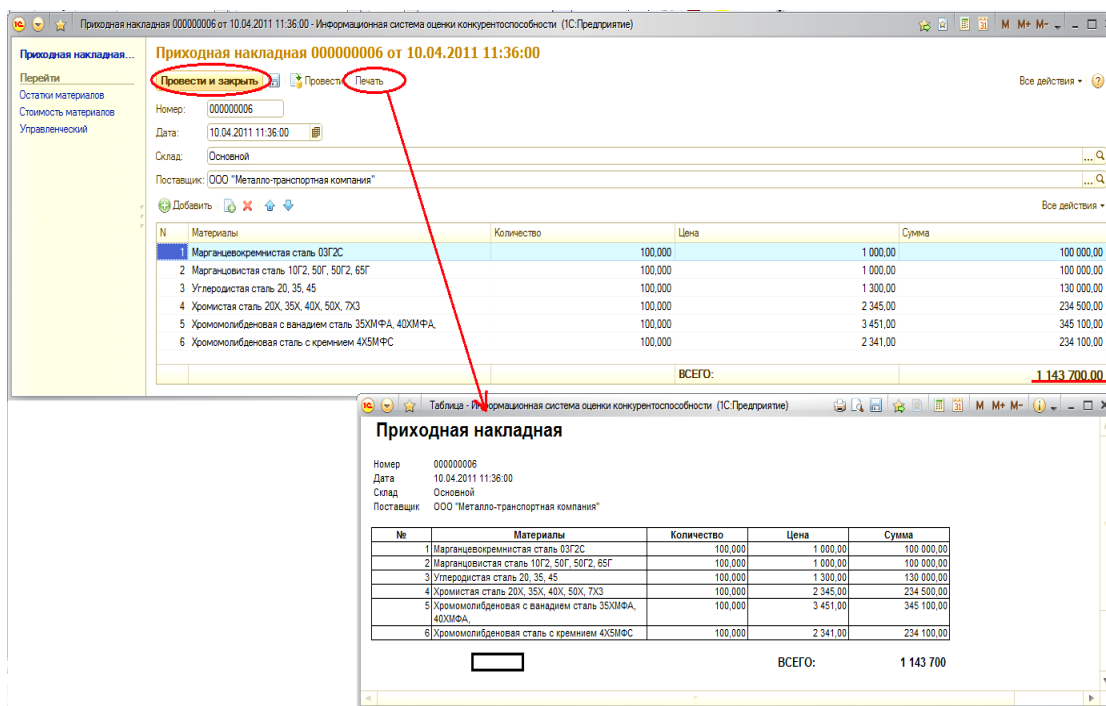 Приходная накладная 000000006 от 10.04.2011 11:36:00 - Информационная система оценки конкурентоспособности (1С:Предприятие)
M M+ M-
Приходная накладная...
Перейти
Остатки материалов
Стоимость материалов
Управленческий
Приходная накладная 000000006 от 10.04.2011 11:36:00
Провести и закрыть Провести Печать Все действия
Номер: 000000006
Дата: 10.04.2011 11:36:00
Склад: Основной
Поставщик: ООО "Металло-транспортная компания"
Добавить Все действия
N Материалы Количество Цена Сумма
1 Марганцевокремнистая сталь 03Г2С 100,000 1 000,00 100 000,00
2 Марганцовистая сталь 10Г2, 50Г, 50Г2, 65Г 100,000 1 000,00 100 000,00
3 Углеродистая сталь 20, 35, 45 100,000 1 300,00 130 000,00
4 Хромистая сталь 20Х, 35Х, 40Х, 50Х, 7Х3 100,000 2 345,00 234 500,00
5 Хромомолибденовая с ванадием сталь 35ХМФА, 40ХМФА, 100,000 3 451,00 345 100,00
6 Хромомолибденовая сталь с кремнием 4Х5МФС 100,000 2 341,00 234 100,00
ВСЕГО: 1 143 700,00
Таблица - Информационная система оценки конкурентоспособности (1С:Предприятие) M M+ M-
Приходная накладная
Номер 000000006
Дата 10.04.2011 11:36:00
Склад Основной
Поставщик ООО "Металло-транспортная компания"
№ Материалы Количество Цена Сумма
1 Марганцевокремнистая сталь 03Г2С 100,000 1 000,00 100 000,00
2 Марганцовистая сталь 10Г2, 50Г, 50Г2, 65Г 100,000 1 000,00 100 000,00
3 Углеродистая сталь 20, 35, 45 100,000 1 300,00 130 000,00
4 Хромистая сталь 20Х, 35Х, 40Х, 50Х, 7Х3 100,000 2 345,00 234 500,00
5 Хромомолибденовая с ванадием сталь 35ХМФА, 100,000 3 451,00 345 100,00
40ХМФА,
6 Хромомолибденовая сталь с кремнием 4Х5МФС 100,000 2 341,00 234 100,00
ВСЕГО: 1 143 700